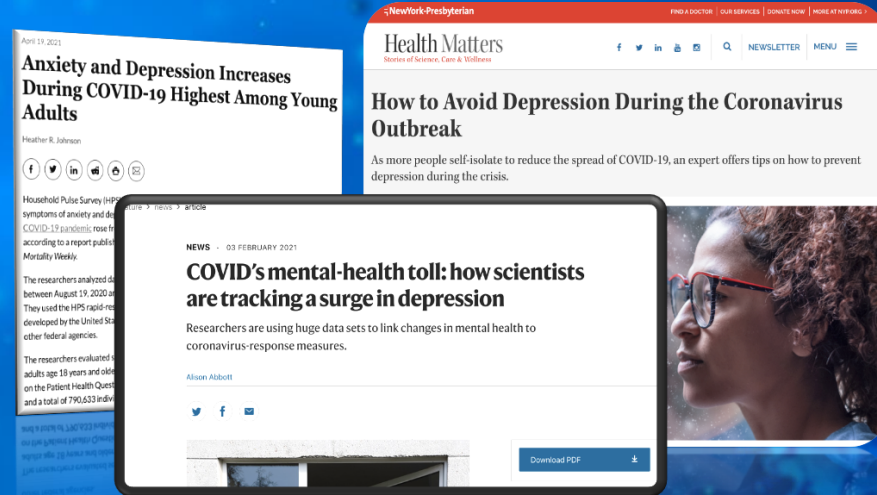 April 19, 2021
Anxiety and Depression Increases
During COVID-19 Highest Among Young
Adults
Heather R. Johnson
Household Pulse Survey (HPS
symptoms of anxiety and de
COVID-19 pandemic rose fr
according to a report publis
Mortality Weekly.
The researchers analyzed da
between August 19, 2020 a
They used the HPS rapid-res
developed by the United Sta
other federal agencies.
The researchers evaluated s
adults age 18 years and olde
on the Patient Health Quest
and a total of 790,633 indivi
NewYork-Presbyterian
FIND A DOCTOR | OUR SERVICES | DONATE NOW | MORE AT NYP.ORG >
Health Matters
Stories of Science, Care & Wellness
NEWSLETTER
MENU
How to Avoid Depression During the Coronavirus
Outbreak
As more people self-isolate to reduce the spread of COVID-19, an expert offers tips on how to prevent
depression during the crisis.
ature > news > article
NEWS · 03 FEBRUARY 2021
COVID's mental-health toll: how scientists
are tracking a surge in depression
Researchers are using huge data sets to link changes in mental health to
coronavirus-response measures.
Alison Abbott
Download PDF